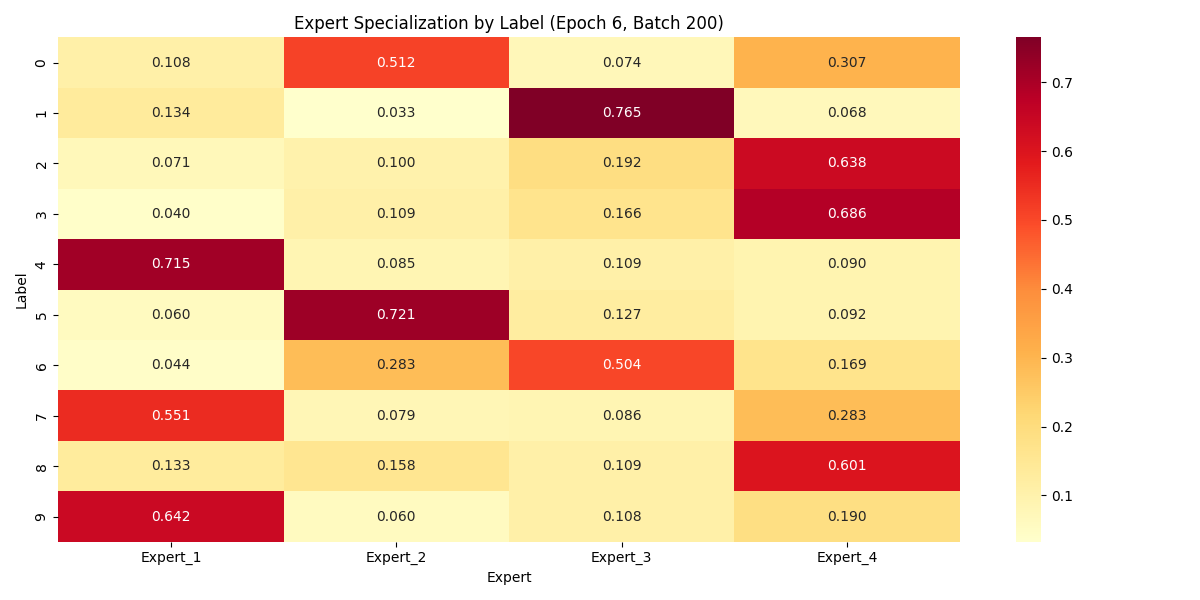 Expert Specialization by Label (Epoch 6, Batch 200)
0 0.108 0.512 0.074 0.307
1 0.134 0.033 0.765 0.068
2 0.071 0.100 0.192 0.638
3 0.040 0.109 0.166 0.686
4 0.715 0.085 0.109 0.090
5 0.060 0.721 0.127 0.092
6 0.044 0.283 0.504 0.169
7 0.551 0.079 0.086 0.283
8 0.133 0.158 0.109 0.601
9 0.642 0.060 0.108 0.190
Label
Expert_1 Expert_2 Expert_3 Expert_4
Expert
0.7
0.6
0.5
0.4
0.3
0.2
0.1